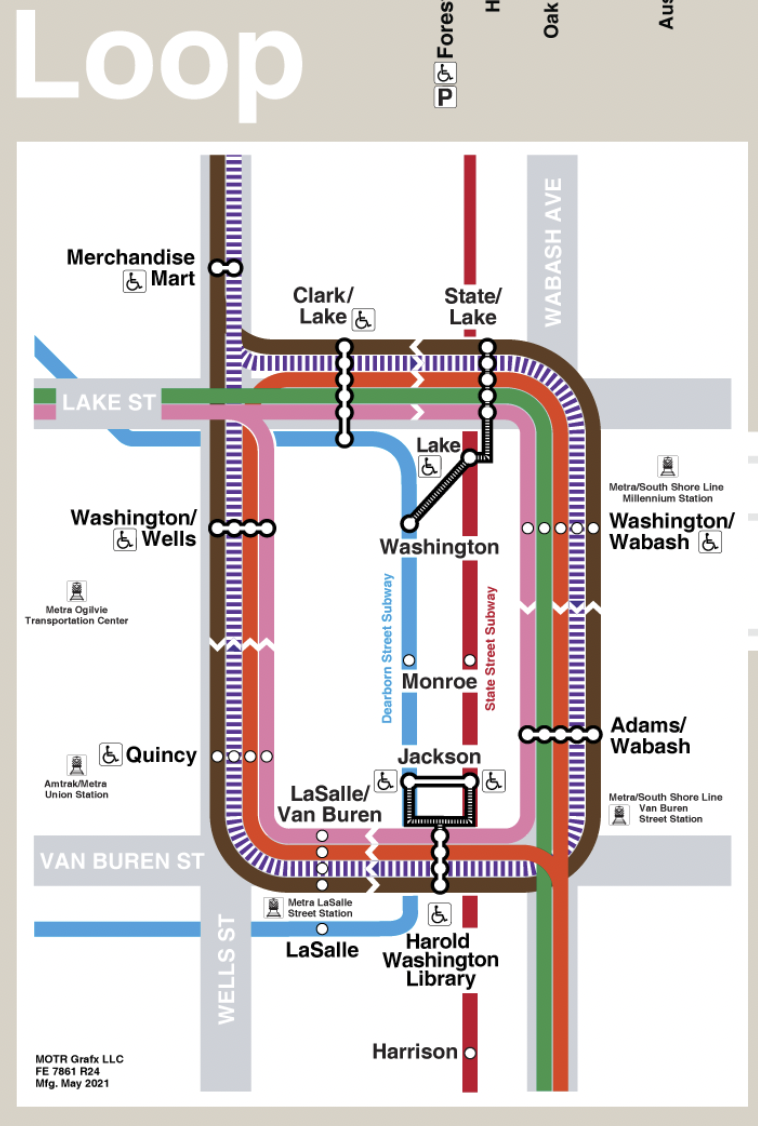 Loop
Fores
P
H
Oak
Aus
WABASH AVE
Merchandise
Mart
Clark/
Lake
State/
Lake
LAKE ST
Lake
Metra/South Shore Line
Millennium Station
Washington/
Wells
Washington
Washington/
Wabash
Metra Ogilvie
Transportation Center
Dearborn Street Subway
State Street Subway
Monroe
Quincy
Adams/
Wabash
Jackson
Amtrak/Metra
Union Station
LaSalle/
Van Buren
Metra/South Shore Line
Van Buren
Street Station
VAN BUREN ST
Metra LaSalle
Street Station
WELLS ST
LaSalle
Harold
Washington
Library
Harrison
MOTR Grafx LLC
FE 7861 R24
Mfg. May 2021